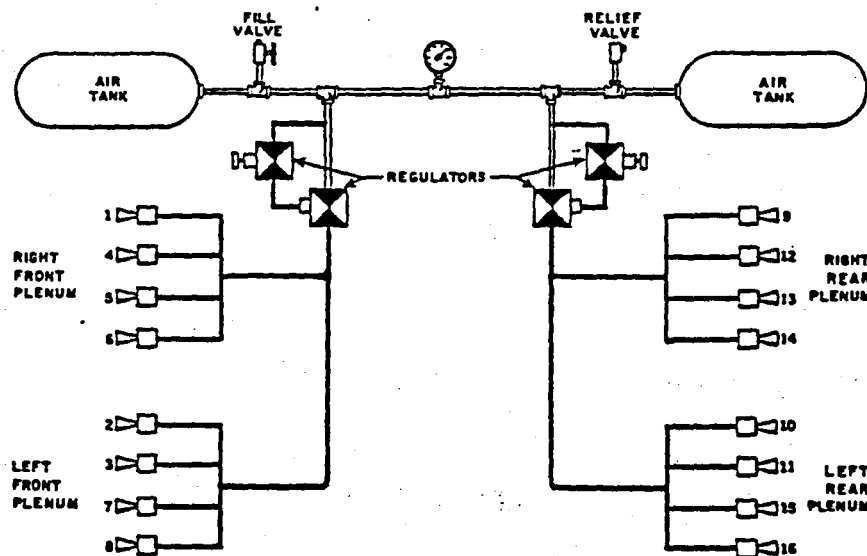 FILL
VALVE
RELIEF
VALVE
AIR
TANK
AIR
TANK
REGULATORS
RIGHT
FRONT
PLENUM
1
4
5
6
9
12
13
14
RIGHT
REAR
PLENUM
LEFT
FRONT
PLENUM
2
3
7
8
10
11
15
16
LEFT
REAR
PLENUM